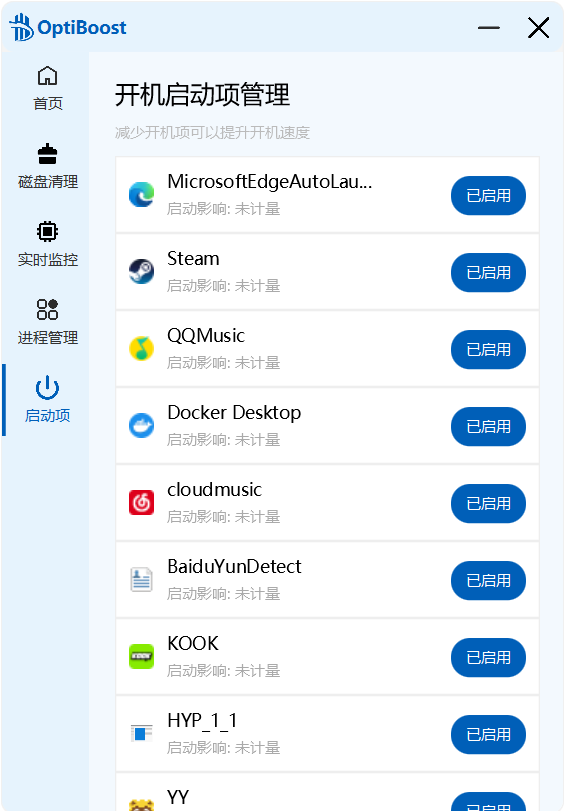 OptiBoost
首页
磁盘清理
实时监控
进程管理
启动项
开机启动项管理
减少开机项可以提升开机速度
MicrosoftEdgeAutoLau...
启动影响: 未计量
已启用
Steam
启动影响: 未计量
已启用
QQMusic
启动影响: 未计量
已启用
Docker Desktop
启动影响: 未计量
已启用
cloudmusic
启动影响: 未计量
已启用
BaiduYunDetect
启动影响: 未计量
已启用
KOOK
启动影响: 未计量
已启用
HYP_1_1
启动影响: 未计量
已启用
YY
已启用